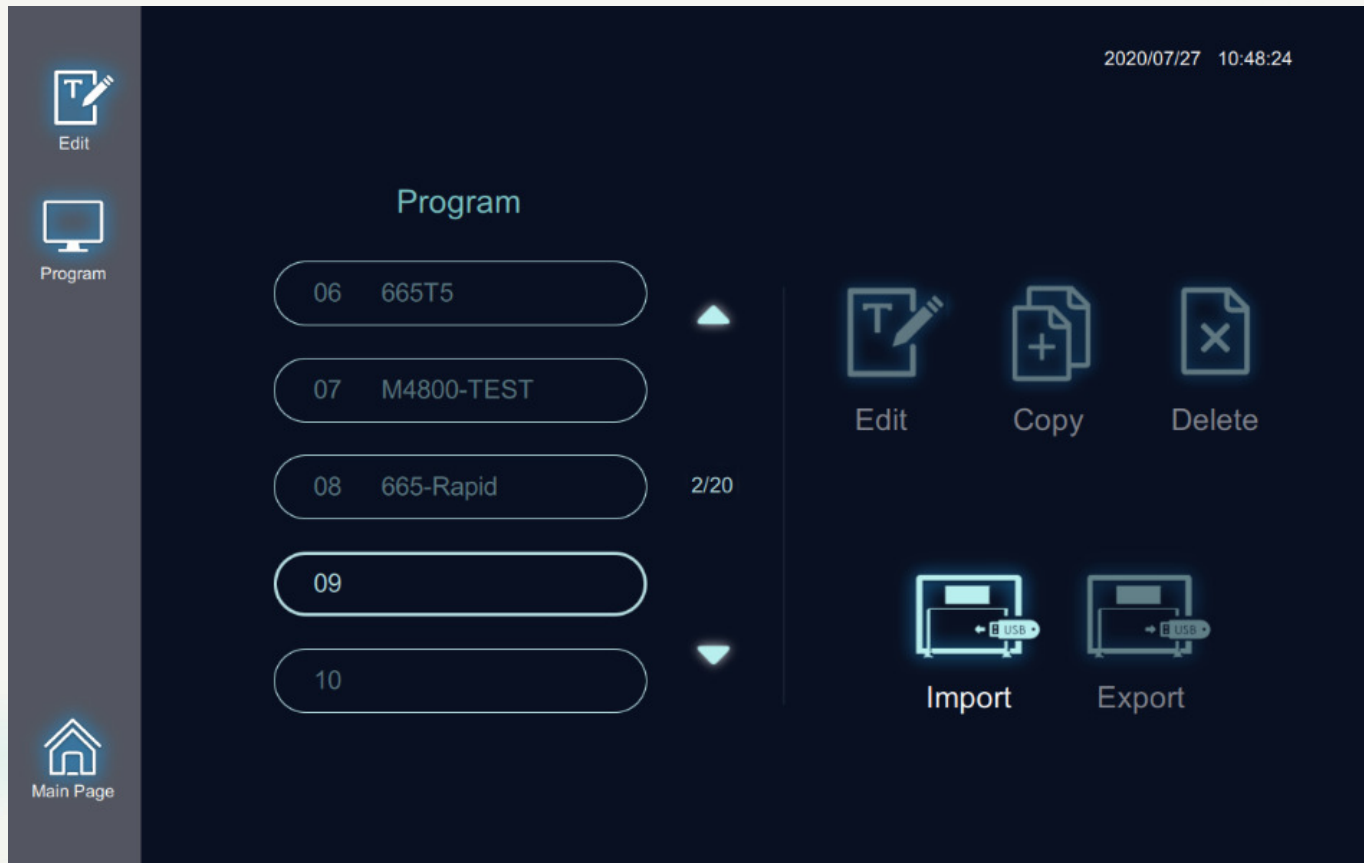 2020/07/27 10:48:24
T
Edit
Program
Main Page
Program
06 665T5
07 M4800-TEST
08 665-Rapid
09
10
2/20
T
Edit Copy Delete
USB USB
Import Export